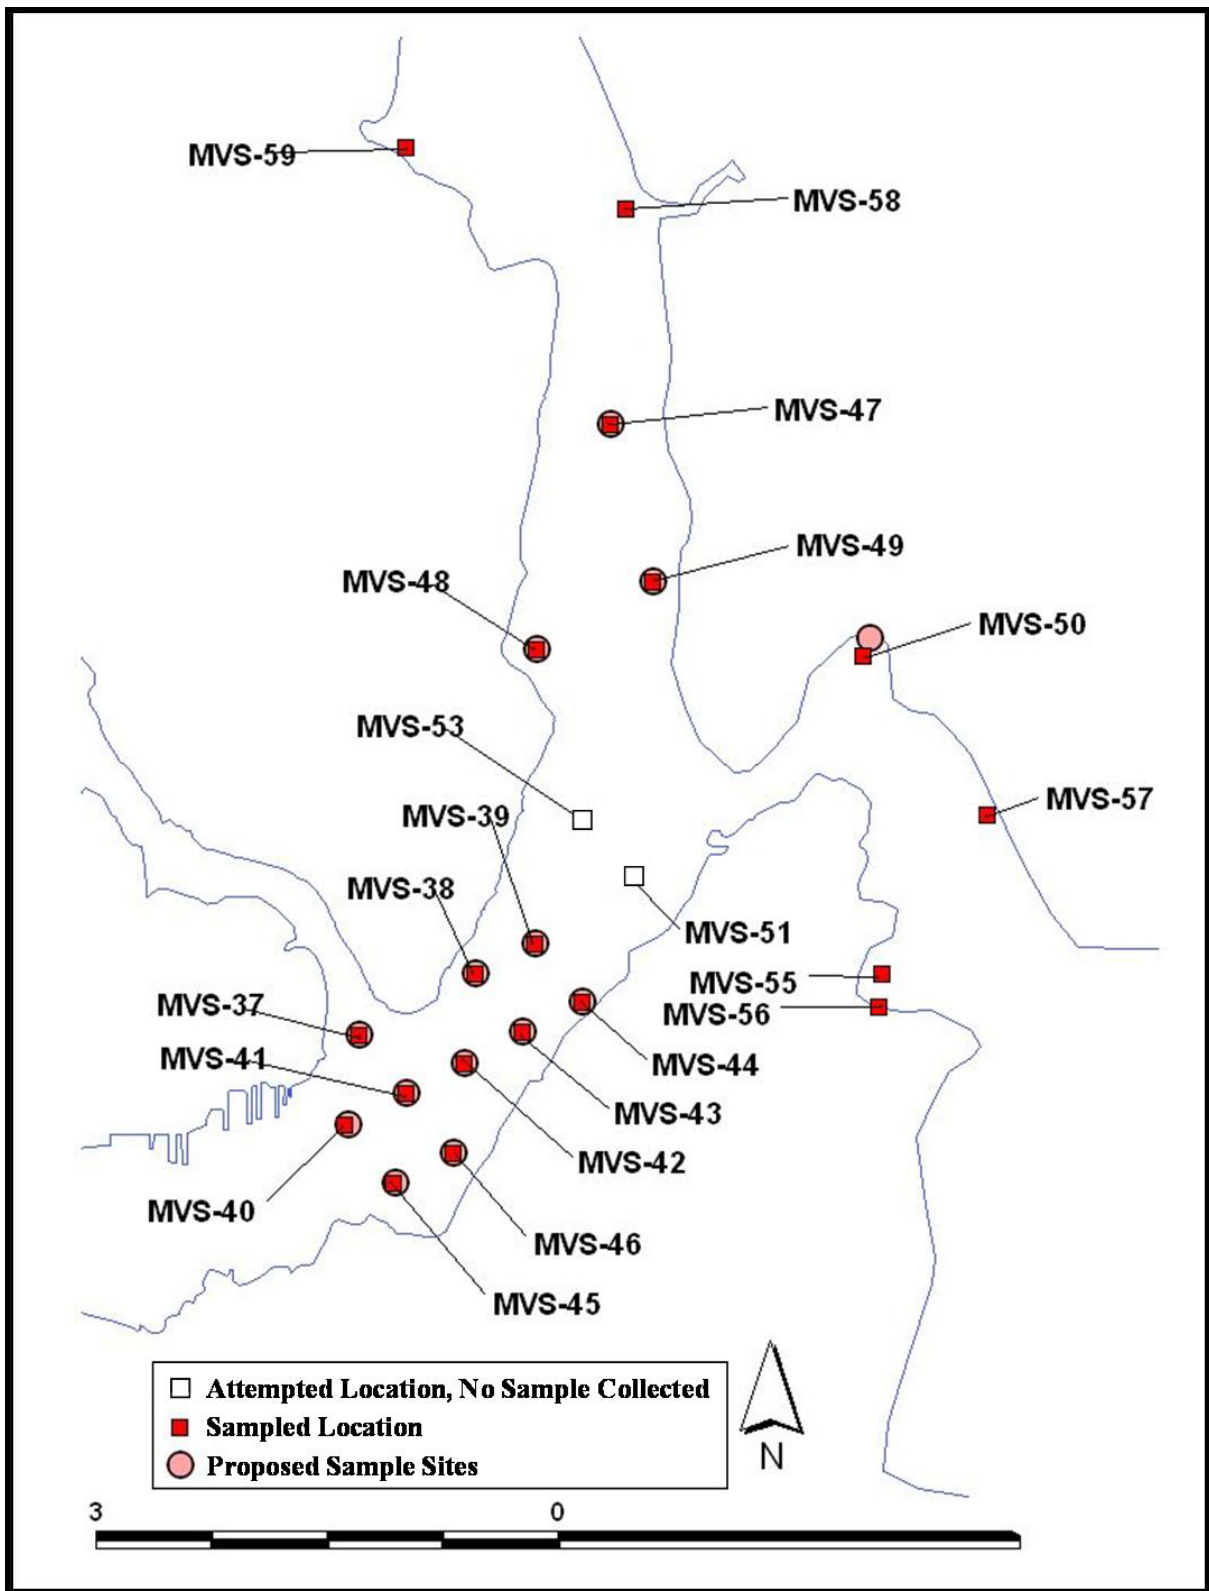 MVS-59
MVS-58
MVS-47
MVS-49
MVS-48
MVS-50
MVS-53
MVS-57
MVS-39
MVS-38
MVS-51
MVS-55
MVS-37
MVS-56
MVS-41
MVS-44
MVS-43
MVS-42
MVS-40
MVS-46
MVS-45
Attempted Location, No Sample Collected
Sampled Location
Proposed Sample Sites
N
3 0